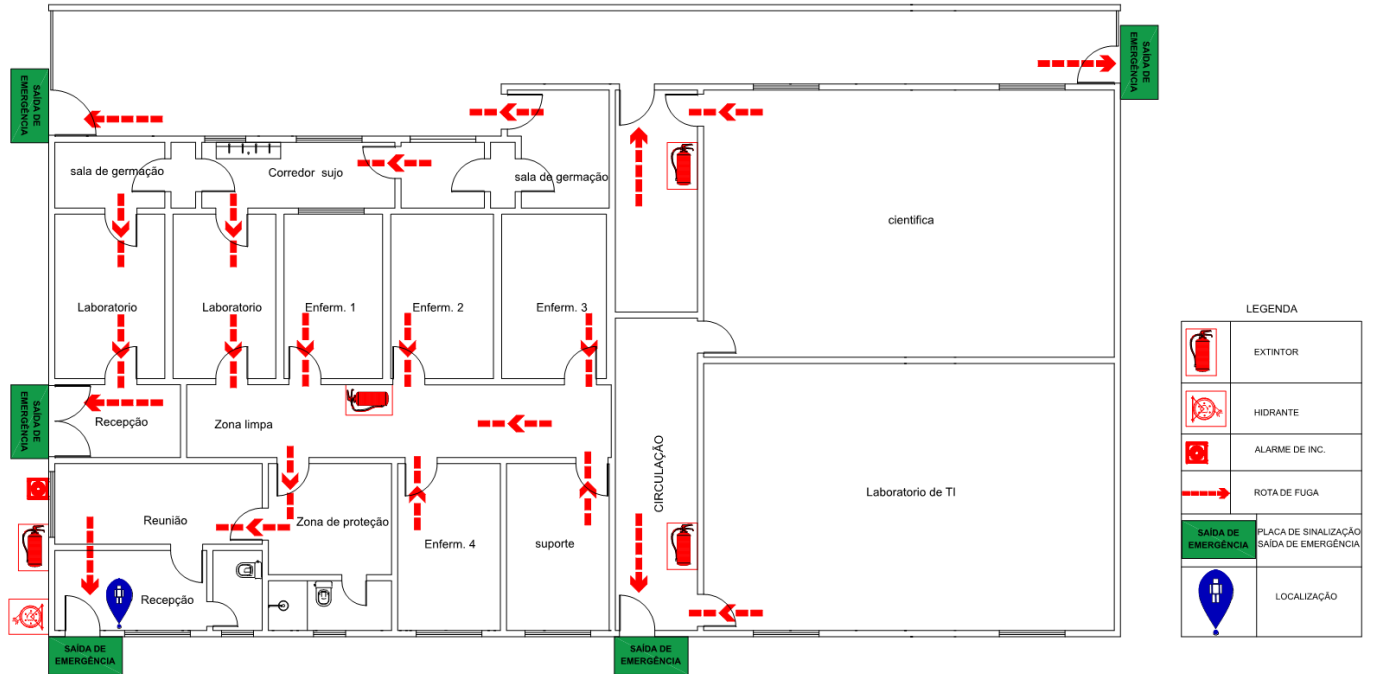 SAÍDA DE
EMERGÊNCIA
SAÍDA DE
EMERGÊNCIA
sala de germação
Corredor sujo
sala de germação
cientifica
Laboratorio
Laboratorio
Enferm. 1
Enferm. 2
Enferm. 3
SAÍDA DE
EMERGÊNCIA
Recepção
Zona limpa
CIRCULAÇÃO
Laboratorio de TI
Reunião
Zona de proteção
Enferm. 4
suporte
Recepção
SAÍDA DE
EMERGÊNCIA
SAÍDA DE
EMERGÊNCIA
LEGENDA
EXTINTOR
HIDRANTE
ALARME DE INC.
ROTA DE FUGA
SAÍDA DE
EMERGÊNCIA
PLACA DE SINALIZAÇÃO
SAÍDA DE EMERGÊNCIA
LOCALIZAÇÃO